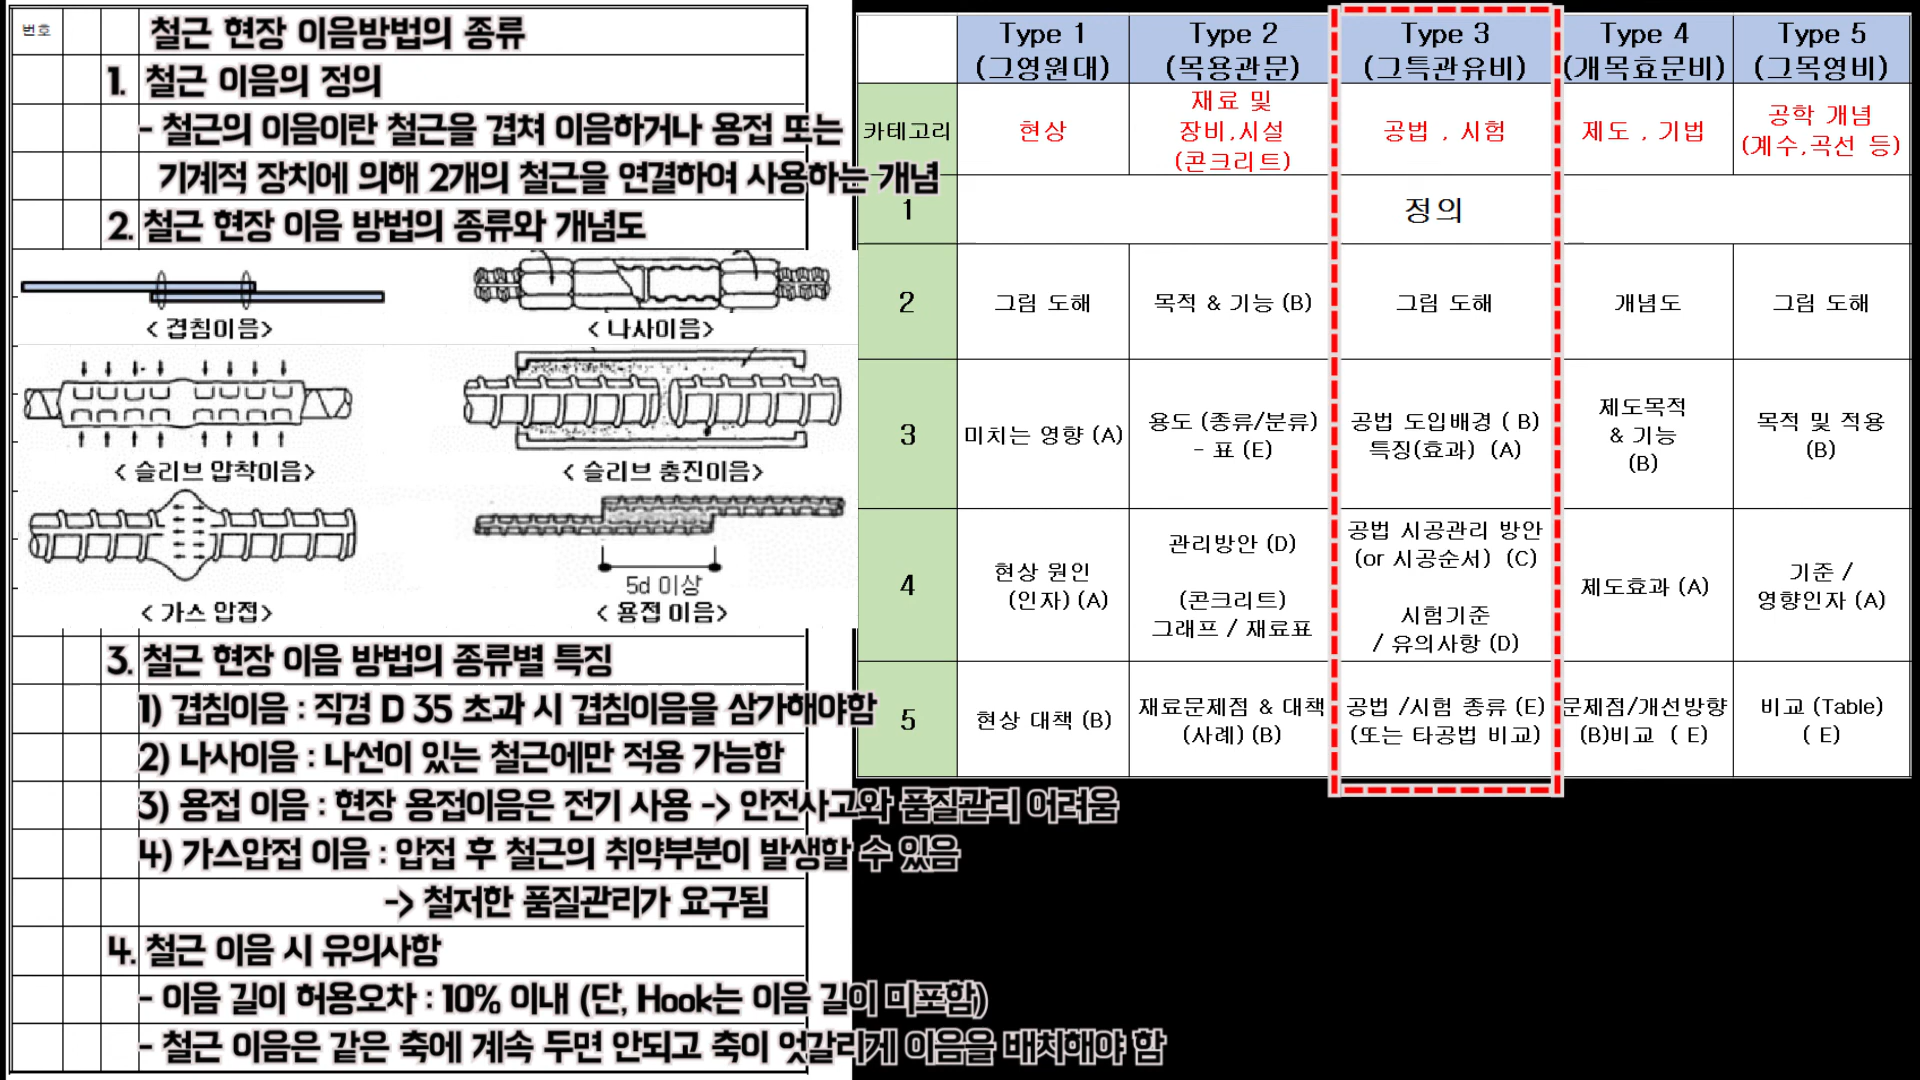 번호
철근 현장 이음방법의 종류
1. 철근 이음의 정의
- 철근의 이음이란 철근을 겹쳐 이음하거나 용접 또는
기계적 장치에 의해 2개의 철근을 연결하여 사용하는 개념
2. 철근 현장 이음 방법의 종류와 개념도
< 겹침이음>
< 나사이음>
< 슬리브 압착이음>
< 슬리브 충진이음>
5d 이상
< 가스 압접>
< 용접 이음>
3. 철근 현장 이음 방법의 종류별 특징
1) 겹침이음 : 직경 D 35 초과 시 겹침이음을 삼가해야함
2) 나사이음 : 나선이 있는 철근에만 적용 가능함
3) 용접 이음 : 현장 용접이음은 전기 사용 -> 안전사고와 품질관리 어려움
4) 가스압접 이음 : 압접 후 철근의 취약부분이 발생할 수 있음
-> 철저한 품질관리가 요구됨
4. 철근 이음 시 유의사항
- 이음 길이 허용오차 : 10% 이내 (단, Hook는 이음 길이 미포함)
- 철근 이음은 같은 축에 계속 두면 안되고 축이 엇갈리게 이음을 배치해야 함
Type 1
(그영원대)
Type 2
(목용관문)
Type 3
(그특관유비)
Type 4
(개목효문비)
Type 5
(그목영비)
카테고리
현상
재료 및
장비,시설
(콘크리트)
공법 , 시험
제도 , 기법
공학 개념
(계수,곡선 등)
1
정의
2
그림 도해
목적 & 기능 (B)
그림 도해
개념도
그림 도해
3
미치는 영향 (A)
용도 (종류/분류)
- 표 (E)
공법 도입배경 ( B)
특징(효과) (A)
제도목적
& 기능
(B)
목적 및 적용
(B)
4
현상 원인
(인자) (A)
관리방안 (D)
(콘크리트)
그래프 / 재료표
공법 시공관리 방안
(or 시공순서) (C)
시험기준
/ 유의사항 (D)
제도효과 (A)
기준 /
영향인자 (A)
5
현상 대책 (B)
재료문제점 & 대책
(사례) (B)
공법 /시험 종류 (E)
(또는 타공법 비교)
문제점/개선방향
(B)비교 ( E)
비교 (Table)
( E)